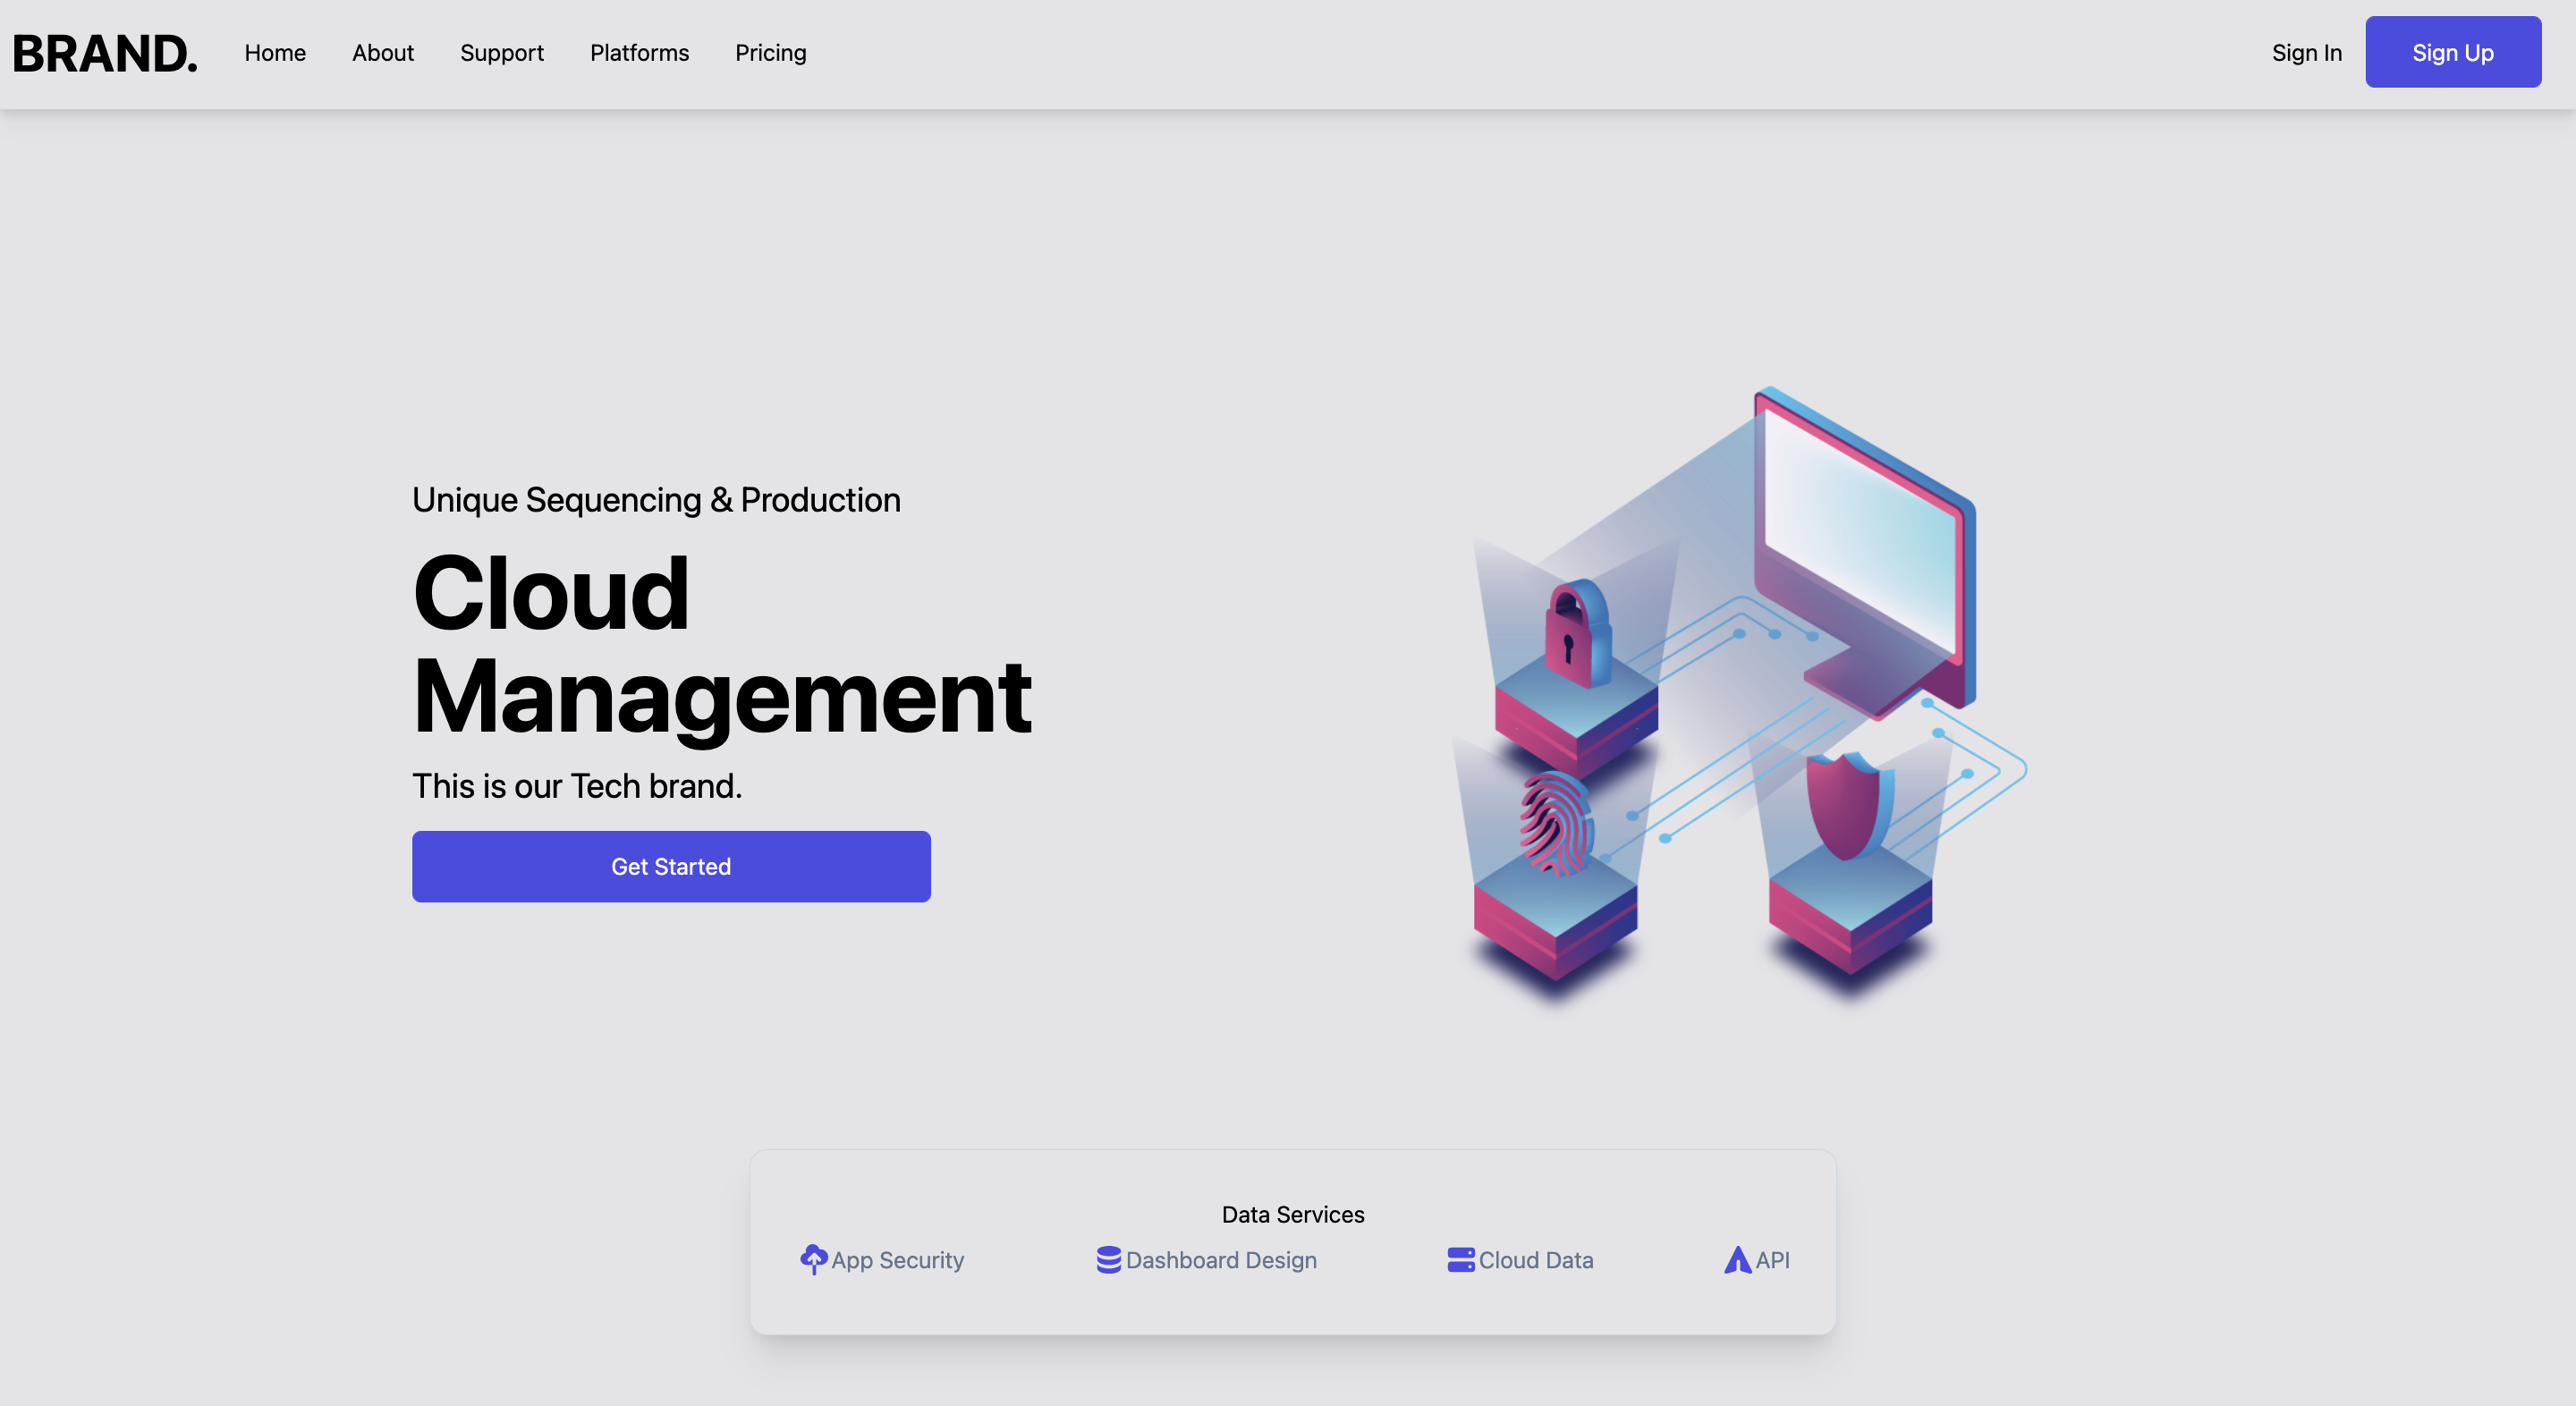 BRAND.
Home
About
Support
Platforms
Pricing
Sign In
Sign Up
Unique Sequencing & Production
Cloud
Management
This is our Tech brand.
Get Started
Data Services
App Security
Dashboard Design
Cloud Data
API